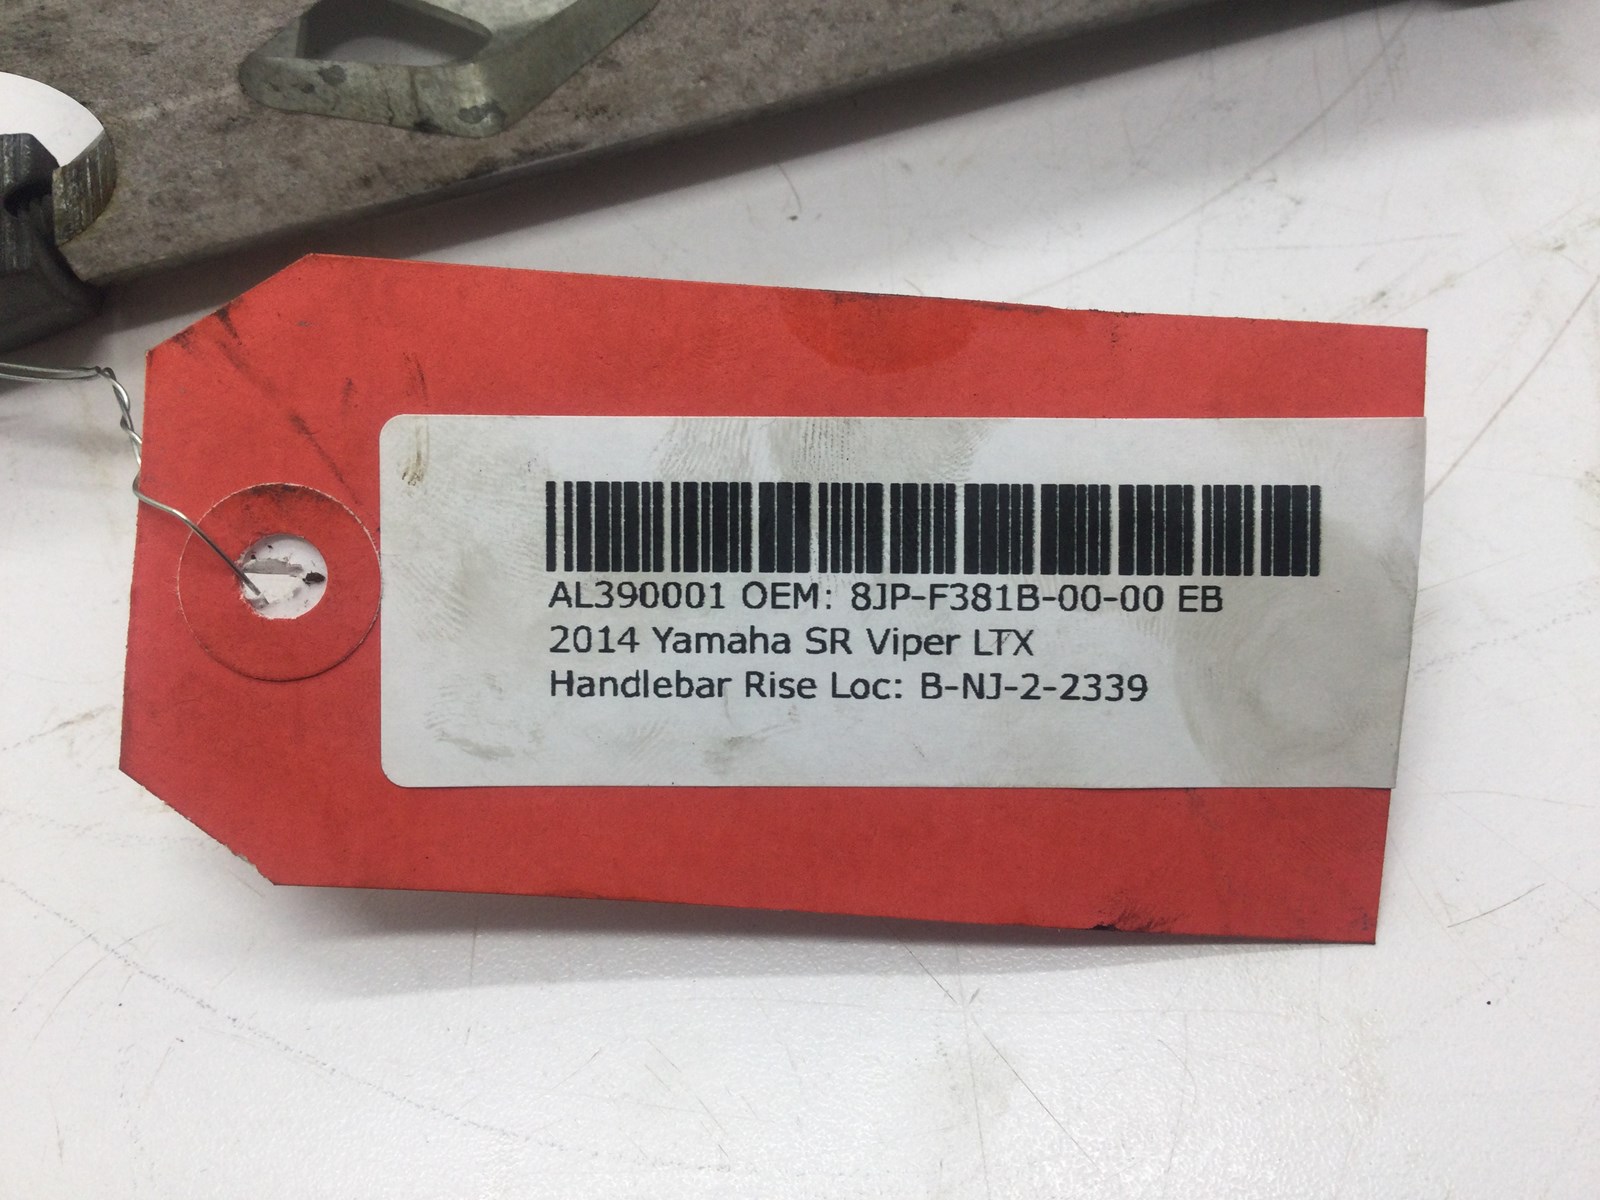 AL390001 OEM: 8JP-F381B-00-00 EB
2014 Yamaha SR Viper LTX
Handlebar Rise Loc: B-NJ-2-2339